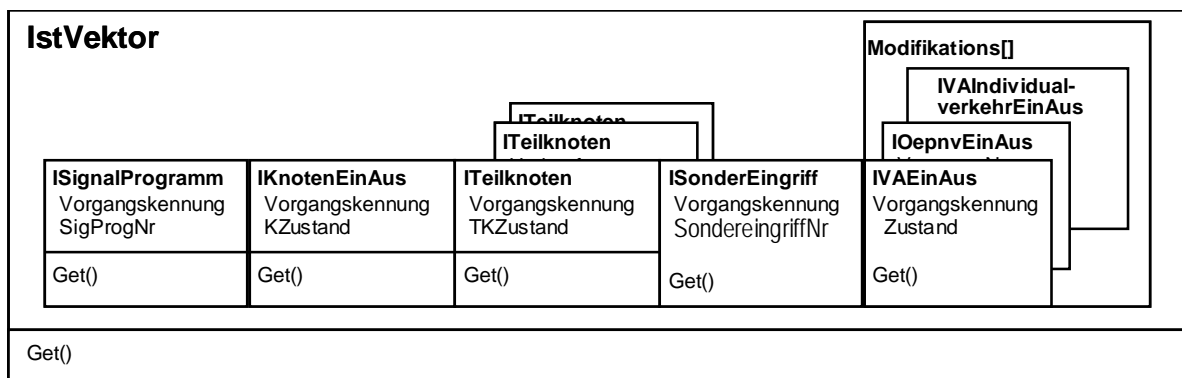 IstVektor
Modifikations[]
IVAIndividual-
verkehrEinAus
ITeilknoten
ITeilknoten
IOepnvEinAus
ISignalProgramm
Vorgangskennung
SigProgNr
Get()
IKnotenEinAus
Vorgangskennung
KZustand
Get()
ITeilknoten
Vorgangskennung
TKZustand
Get()
ISonderEingriff
Vorgangskennung
SondereingriffNr
Get()
IVAEinAus
Vorgangskennung
Zustand
Get()
Get()